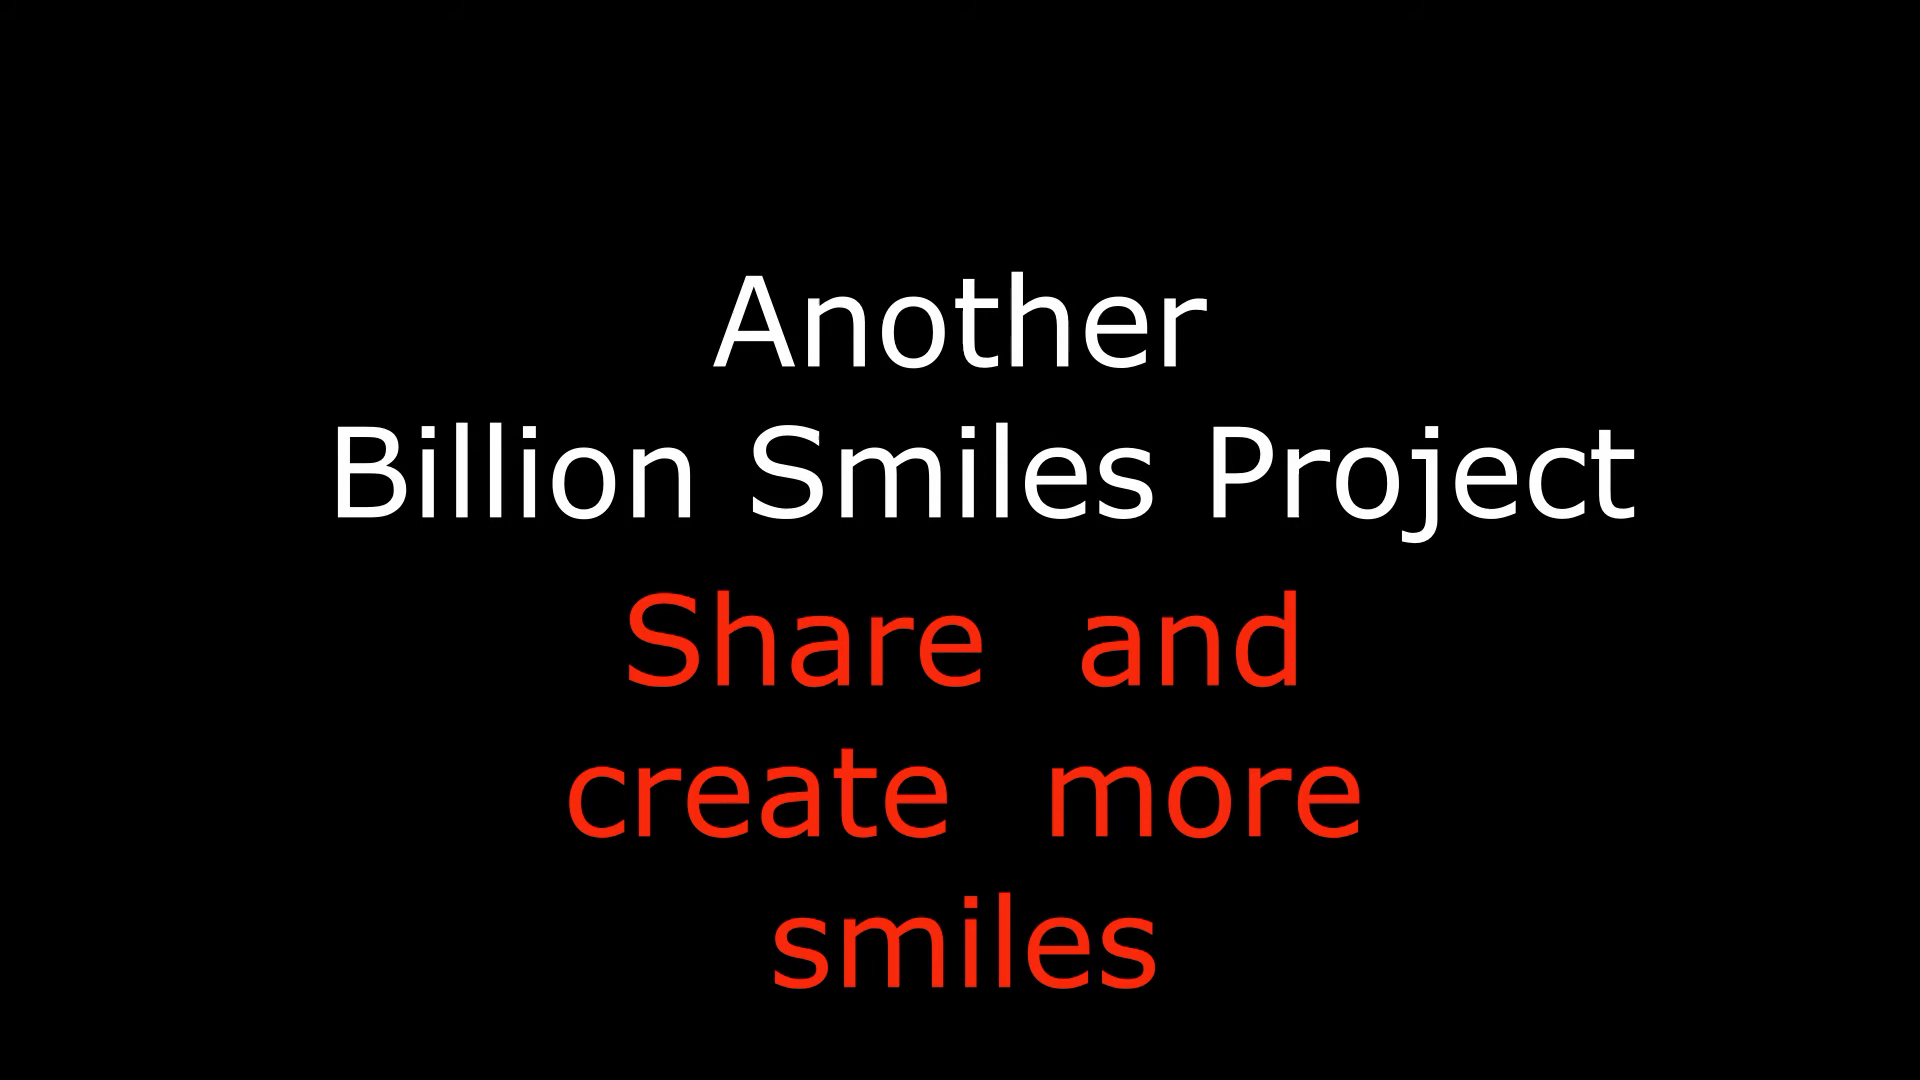 Another
Billion Smiles Project
Share and
create more
smiles